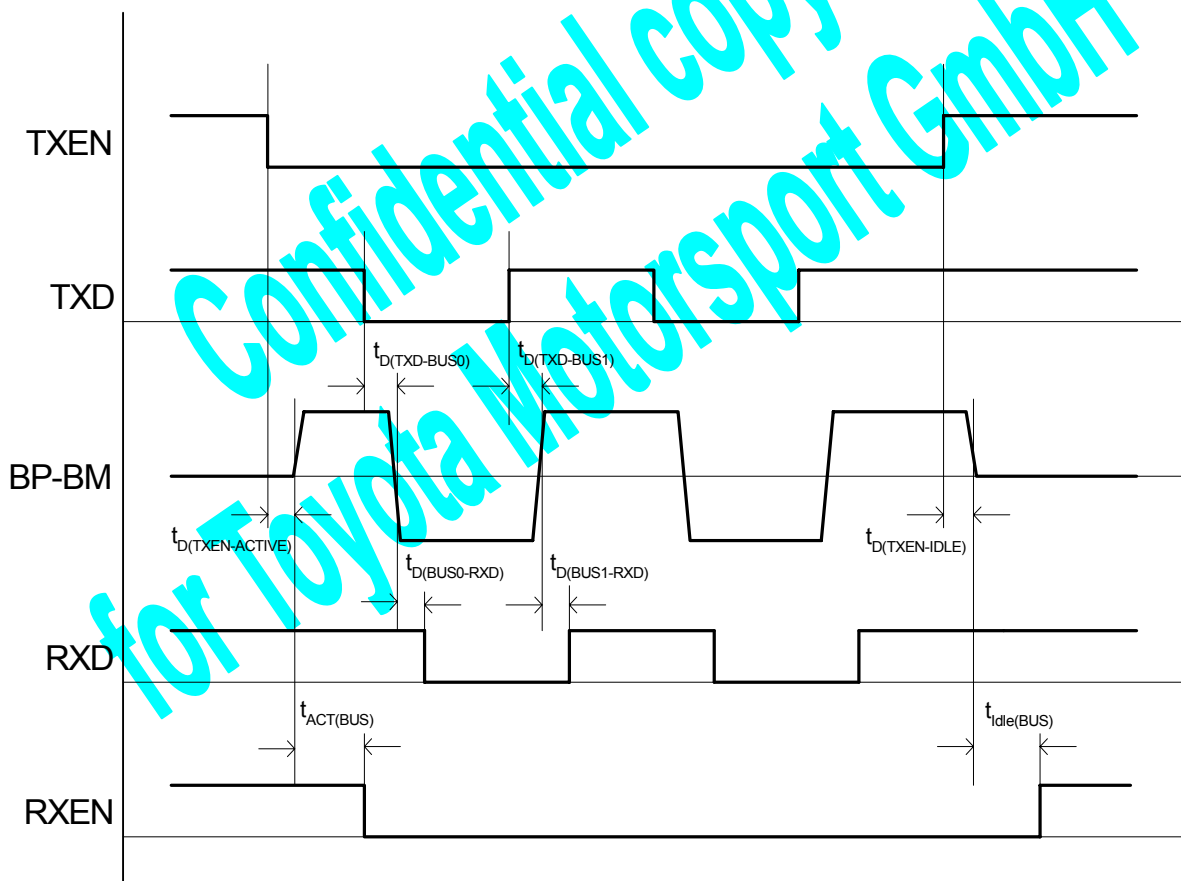 Confidential copy
for Toyota Motorsport GmbH
TXEN
TXD
tD(TXD-BUS0)
tD(TXD-BUS1)
BP-BM
tD(TXEN-ACTIVE)
tD(TXEN-IDLE)
tD(BUS0-RXD)
tD(BUS1-RXD)
RXD
tACT(BUS)
tIdle(BUS)
RXEN